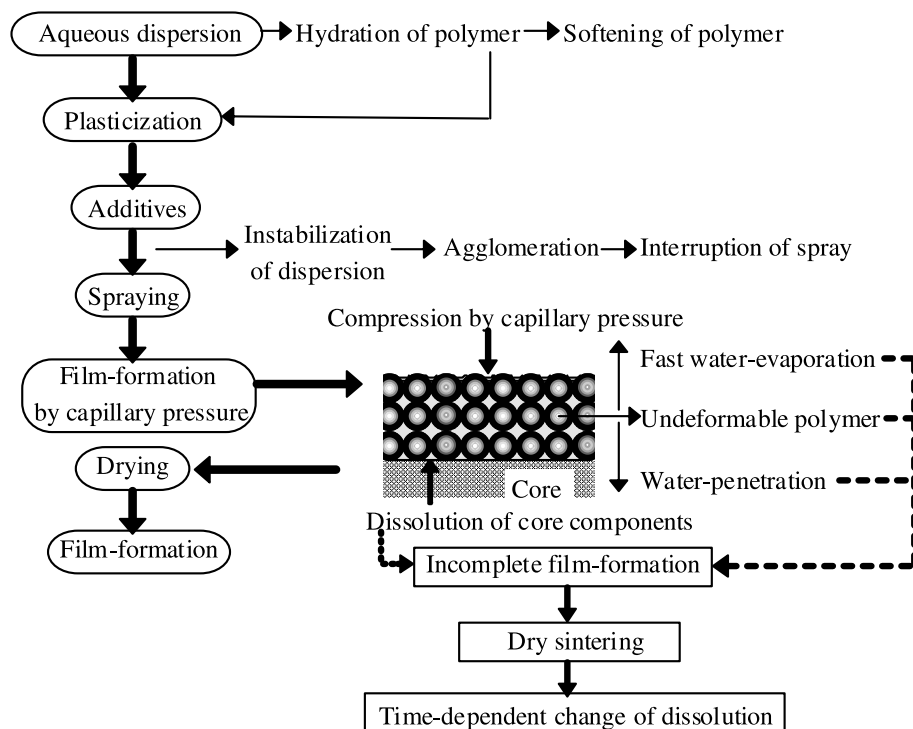 Aqueous dispersion
Hydration of polymer
Softening of polymer
Plasticization
Additives
Instabilization
of dispersion
Agglomeration
Interruption of spray
Spraying
Compression by capillary pressure
Film-formation
by capillary pressure
Fast water-evaporation
Undeformable polymer
Drying
Core
Water-penetration
Dissolution of core components
Film-formation
Incomplete film-formation
Dry sintering
Time-dependent change of dissolution